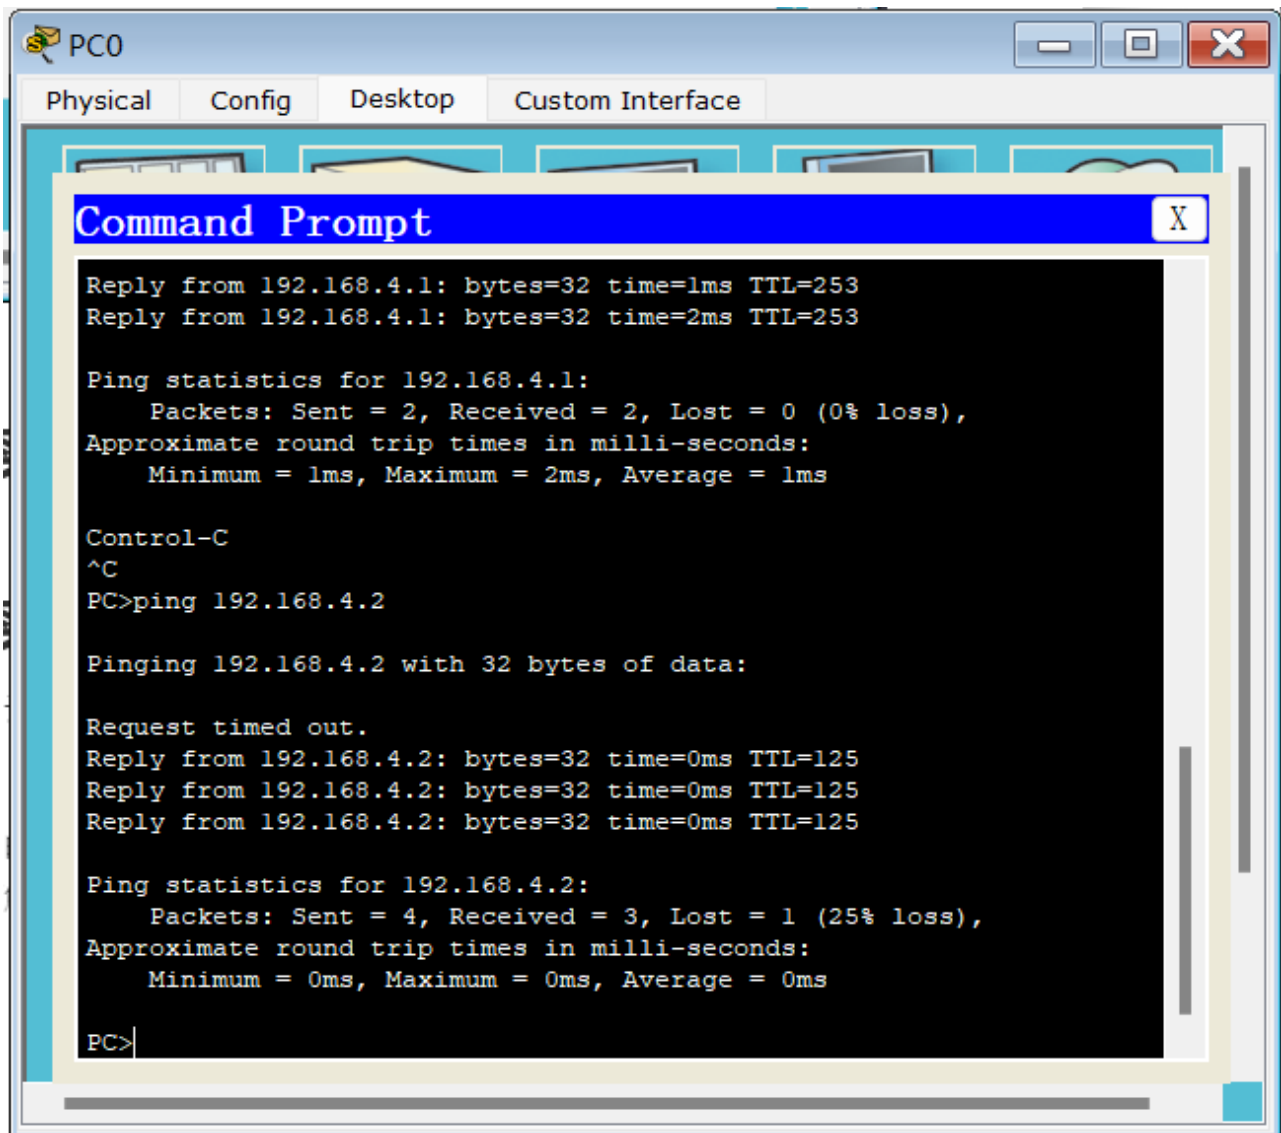 PC0
Physical Config Desktop Custom Interface
Command Prompt X
Reply from 192.168.4.1: bytes=32 time=1ms TTL=253
Reply from 192.168.4.1: bytes=32 time=2ms TTL=253
Ping statistics for 192.168.4.1:
Packets: Sent = 2, Received = 2, Lost = 0 (0% loss),
Approximate round trip times in milli-seconds:
Minimum = 1ms, Maximum = 2ms, Average = 1ms
Control-C
^C
PC>ping 192.168.4.2
Pinging 192.168.4.2 with 32 bytes of data:
Request timed out.
Reply from 192.168.4.2: bytes=32 time=0ms TTL=125
Reply from 192.168.4.2: bytes=32 time=0ms TTL=125
Reply from 192.168.4.2: bytes=32 time=0ms TTL=125
Ping statistics for 192.168.4.2:
Packets: Sent = 4, Received = 3, Lost = 1 (25% loss),
Approximate round trip times in milli-seconds:
Minimum = 0ms, Maximum = 0ms, Average = 0ms
PC>